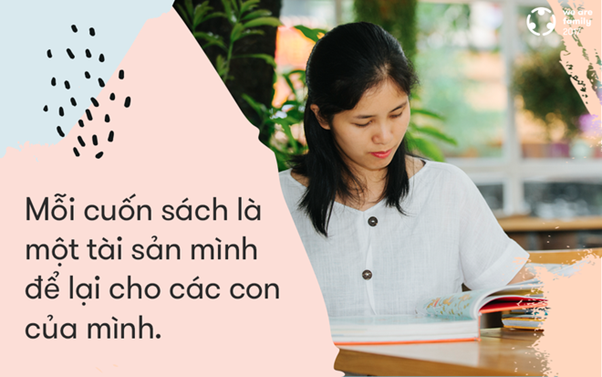 we are
family
Mỗi cuốn sách là
một tài sản mình
để lại cho các con
của mình.